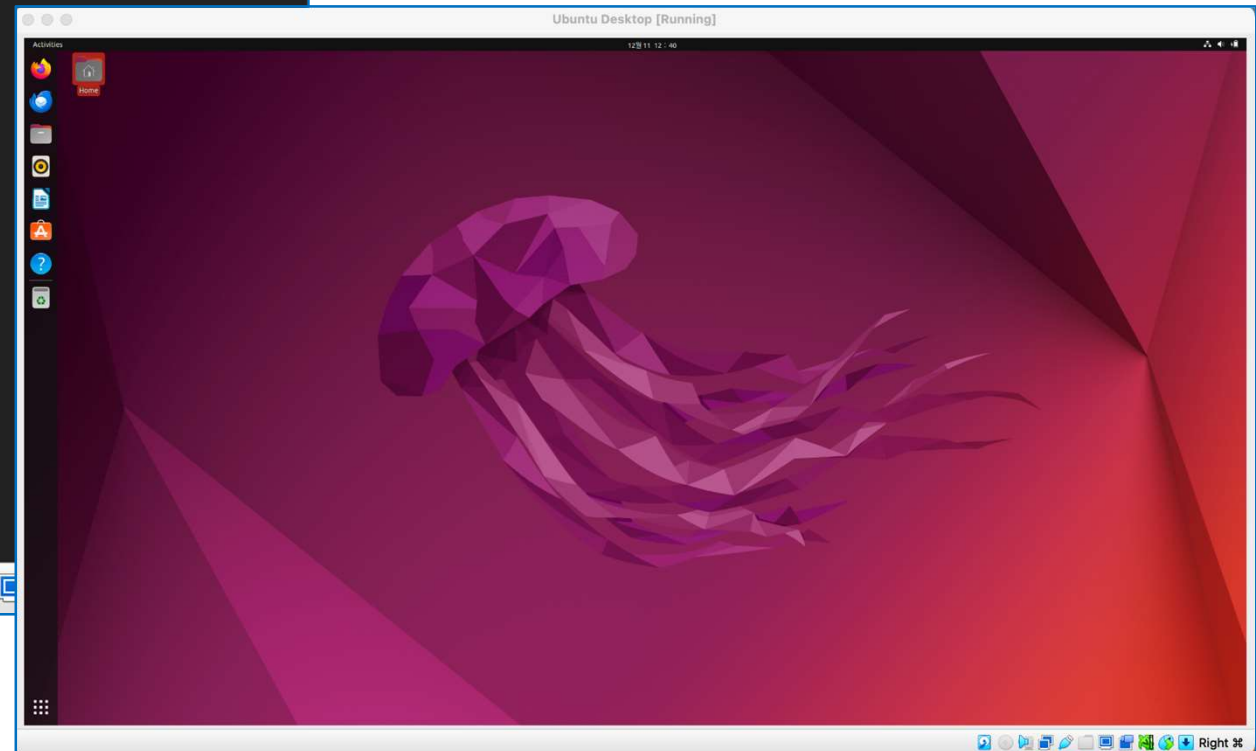 Ubuntu Desktop [Running]
Activities
12월 11 12 : 40
Home
Right ⌘